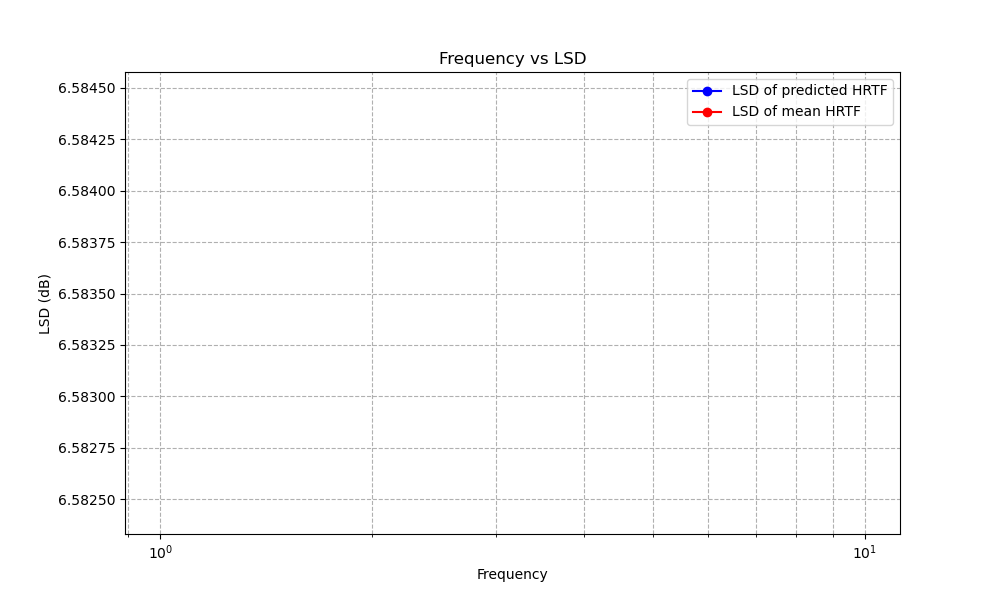 Frequency vs LSD
LSD of predicted HRTF
LSD of mean HRTF
6.58450
6.58425
6.58400
6.58375
6.58350
6.58325
6.58300
6.58275
6.58250
LSD (dB)
10⁰
10¹
Frequency